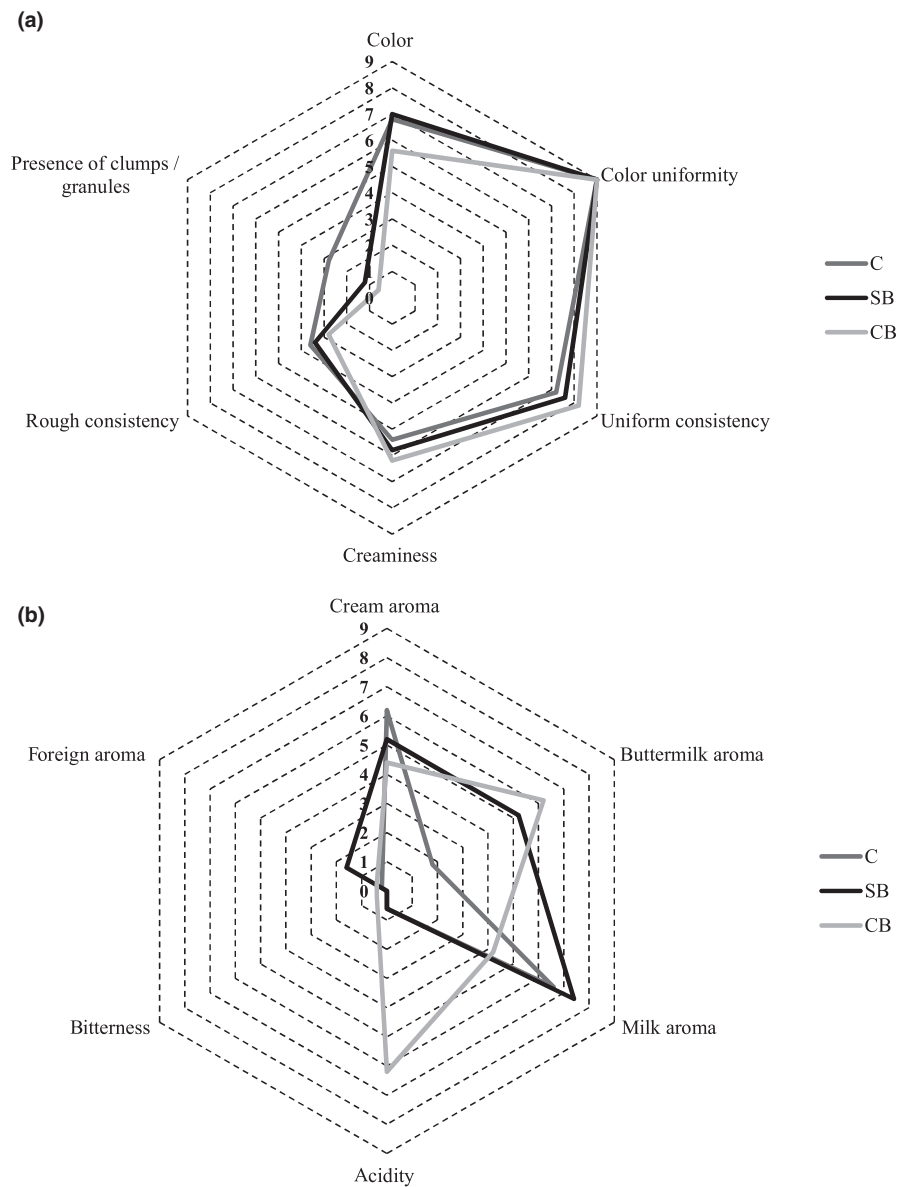 (a)
Color
9
8
7
6
5
4
3
2
1
0
Presence of clumps /
granules
Color uniformity
Rough consistency
Uniform consistency
Creaminess
C
SB
CB
(b)
Cream aroma
9
8
7
6
5
4
3
2
1
0
Foreign aroma
Buttermilk aroma
Bitterness
Milk aroma
Acidity
C
SB
CB